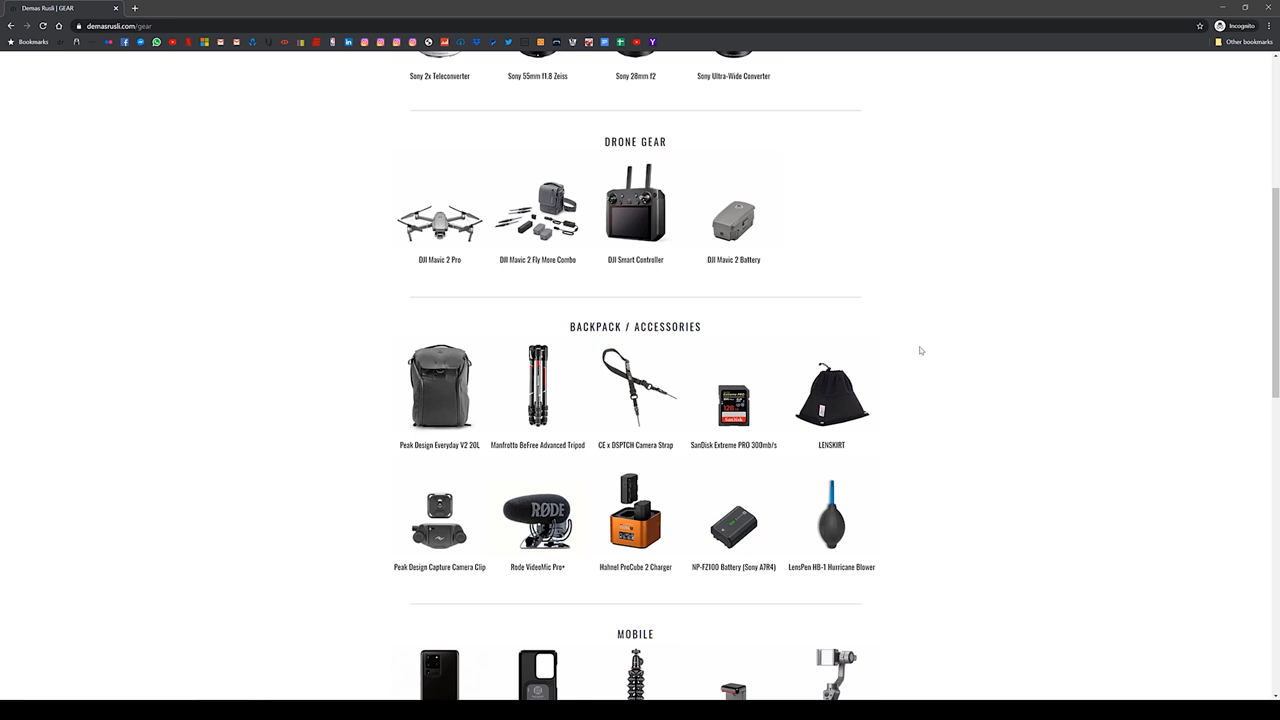 Demas Rusli | GEAR
demasrusli.com/gear
Incognito
Bookmarks
Other bookmarks
Sony 2x Teleconverter
Sony 55mm f1.8 Zeiss
Sony 28mm f2
Sony Ultra-Wide Converter
DRONE GEAR
DJI Mavic 2 Pro
DJI Mavic 2 Fly More Combo
DJI Smart Controller
DJI Mavic 2 Battery
BACKPACK / ACCESSORIES
Peak Design Everyday V2 20L
Manfrotto BeFree Advanced Tripod
CE x DSPTCH Camera Strap
SanDisk Extreme PRO 300mb/s
LENSKIRT
RØDE
Peak Design Capture Camera Clip
Rode VideoMic Pro+
Hahnel ProCube 2 Charger
NP-FZ100 Battery (Sony A7R4)
LensPen HB-1 Hurricane Blower
MOBILE